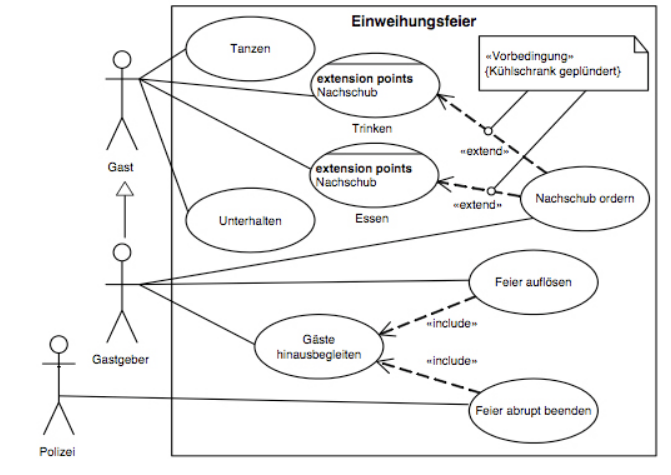 Einweihungsfeier
Tanzen
«Vorbedingung»
{Kühlschrank geplündert}
extension points
Nachschub
Trinken
«extend»
Gast
extension points
Nachschub
Essen
«extend»
Nachschub ordern
Unterhalten
Feier auflösen
«include»
Gastgeber
Gäste
hinausbegleiten
«include»
Feier abrupt beenden
Polizei